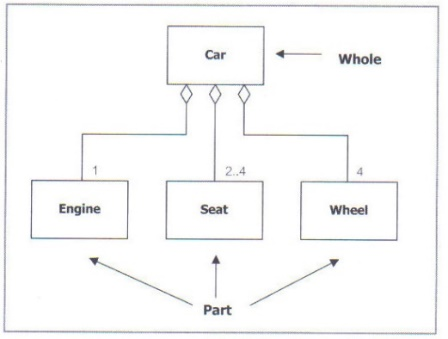 Car
Whole
1
2..4
4
Engine
Seat
Wheel
Part